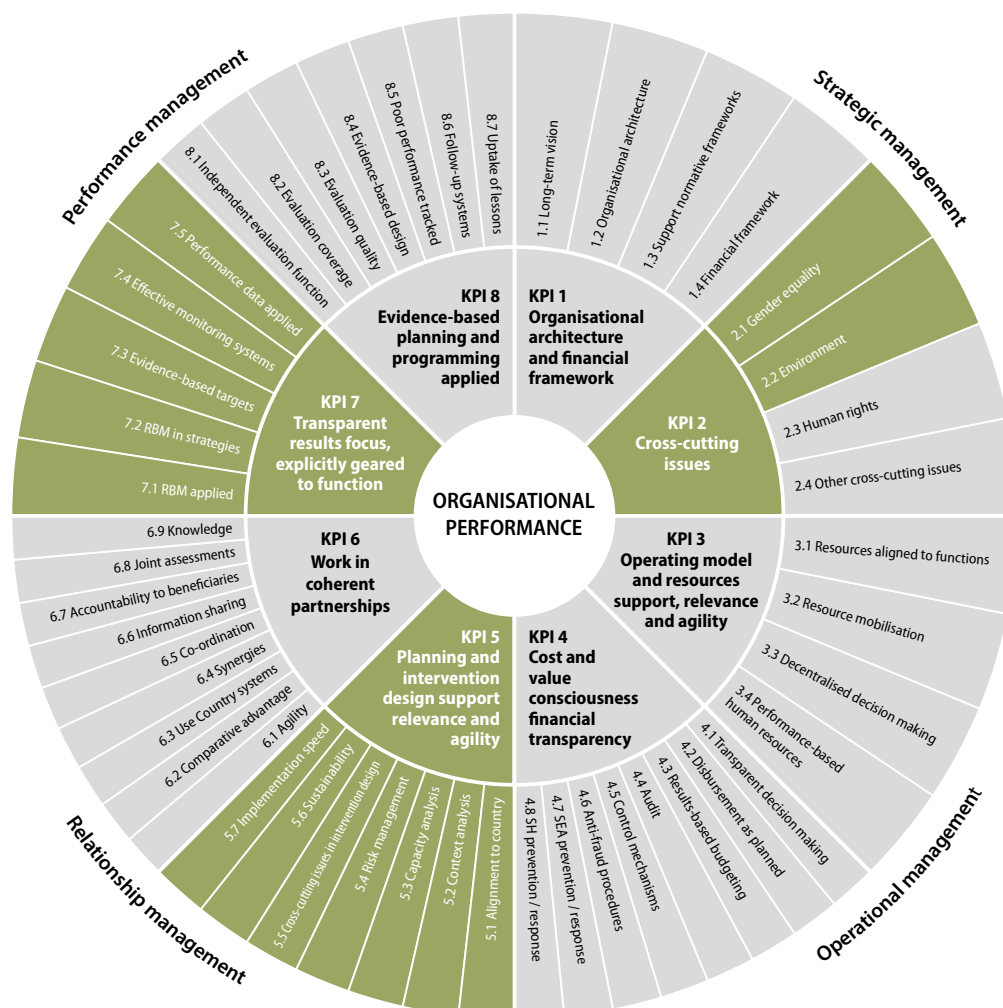 Performance management
Strategic management
Relationship management
Operational management
ORGANISATIONAL
PERFORMANCE
KPI 1
Organisational
architecture
and financial
framework
1.1 Long-term vision
1.2 Organisational architecture
1.3 Support normative frameworks
1.4 Financial framework
KPI 2
Cross-cutting
issues
2.1 Gender equality
2.2 Environment
2.3 Human rights
2.4 Other cross-cutting issues
KPI 3
Operating model
and resources
support, relevance
and agility
3.1 Resources aligned to functions
3.2 Resource mobilisation
3.3 Decentralised decision making
3.4 Performance-based
human resources
KPI 4
Cost and
value
consciousness
financial
transparency
4.1 Transparent decision making
4.2 Disbursement as planned
4.3 Results-based budgeting
4.4 Audit
4.5 Control mechanisms
4.6 Anti-fraud procedures
4.7 SEA prevention / response
4.8 SH prevention / response
KPI 5
Planning and
intervention
design support
relevance and
agility
5.1 Alignment to country
5.2 Context analysis
5.3 Capacity analysis
5.4 Risk management
5.5 Cross-cutting issues in intervention design
5.6 Sustainability
5.7 Implementation speed
KPI 6
Work in
coherent
partnerships
6.1 Agility
6.2 Comparative advantage
6.3 Use Country systems
6.4 Synergies
6.5 Co-ordination
6.6 Information sharing
6.7 Accountability to beneficiaries
6.8 Joint assessments
6.9 Knowledge
KPI 7
Transparent
results focus,
explicitly geared
to function
7.1 RBM applied
7.2 RBM in strategies
7.3 Evidence-based targets
7.4 Effective monitoring systems
7.5 Performance data applied
KPI 8
Evidence-based
planning and
programming
applied
8.1 Independent evaluation function
8.2 Evaluation coverage
8.3 Evaluation quality
8.4 Evidence-based design
8.5 Poor performance tracked
8.6 Follow-up systems
8.7 Uptake of lessons